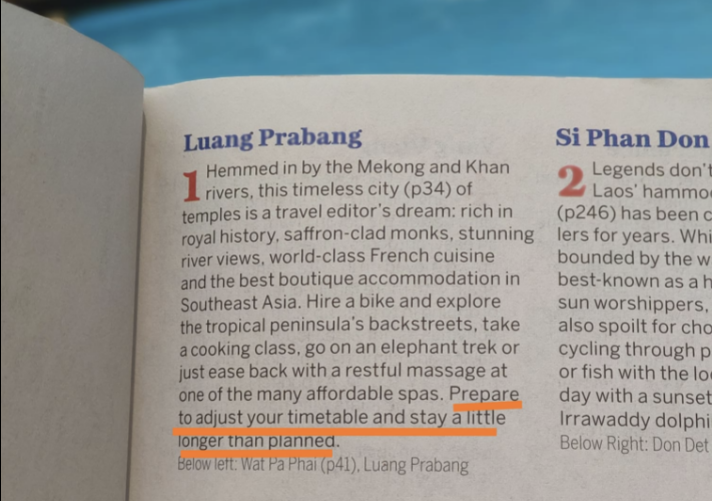 Luang Prabang
1 Hemmed in by the Mekong and Khan
rivers, this timeless city (p34) of
temples is a travel editor's dream: rich in
royal history, saffron-clad monks, stunning
river views, world-class French cuisine
and the best boutique accommodation in
Southeast Asia. Hire a bike and explore
the tropical peninsula's backstreets, take
a cooking class, go on an elephant trek or
just ease back with a restful massage at
one of the many affordable spas. Prepare
to adjust your timetable and stay a little
longer than planned.
Below left: Wat Pa Phai (p41), Luang Prabang
Si Phan Don
2 Legends don't
Laos'
(p246) has been
lers for years.
bounded by the
best-known as a
sun worshippers,
also spoilt for
cycling through
or fish with the
day with a sunset
Irrawaddy
Below Right: Don Det